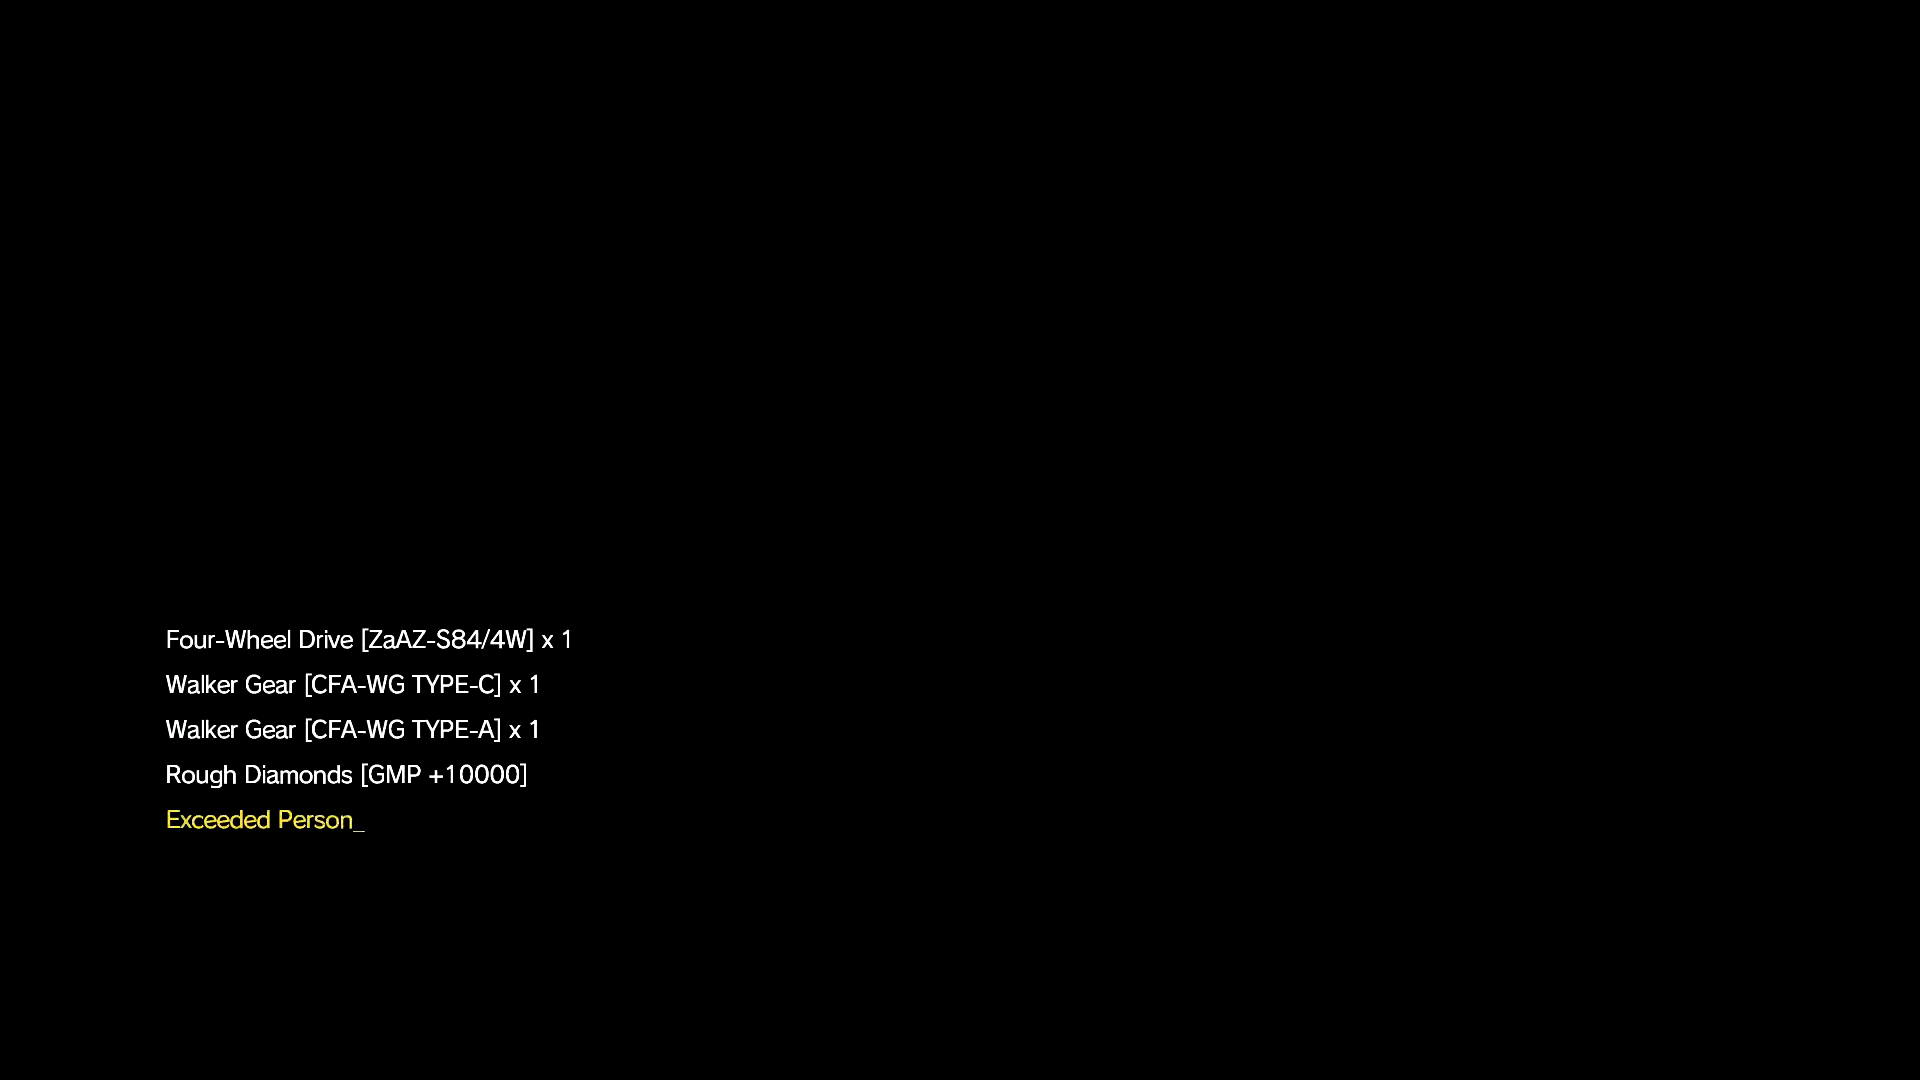 Four-Wheel Drive [ZaAZ-S84/4W] x 1
Walker Gear [CFA-WG TYPE-C] x 1
Walker Gear [CFA-WG TYPE-A] x 1
Rough Diamonds [GMP +10000]
Exceeded Person_